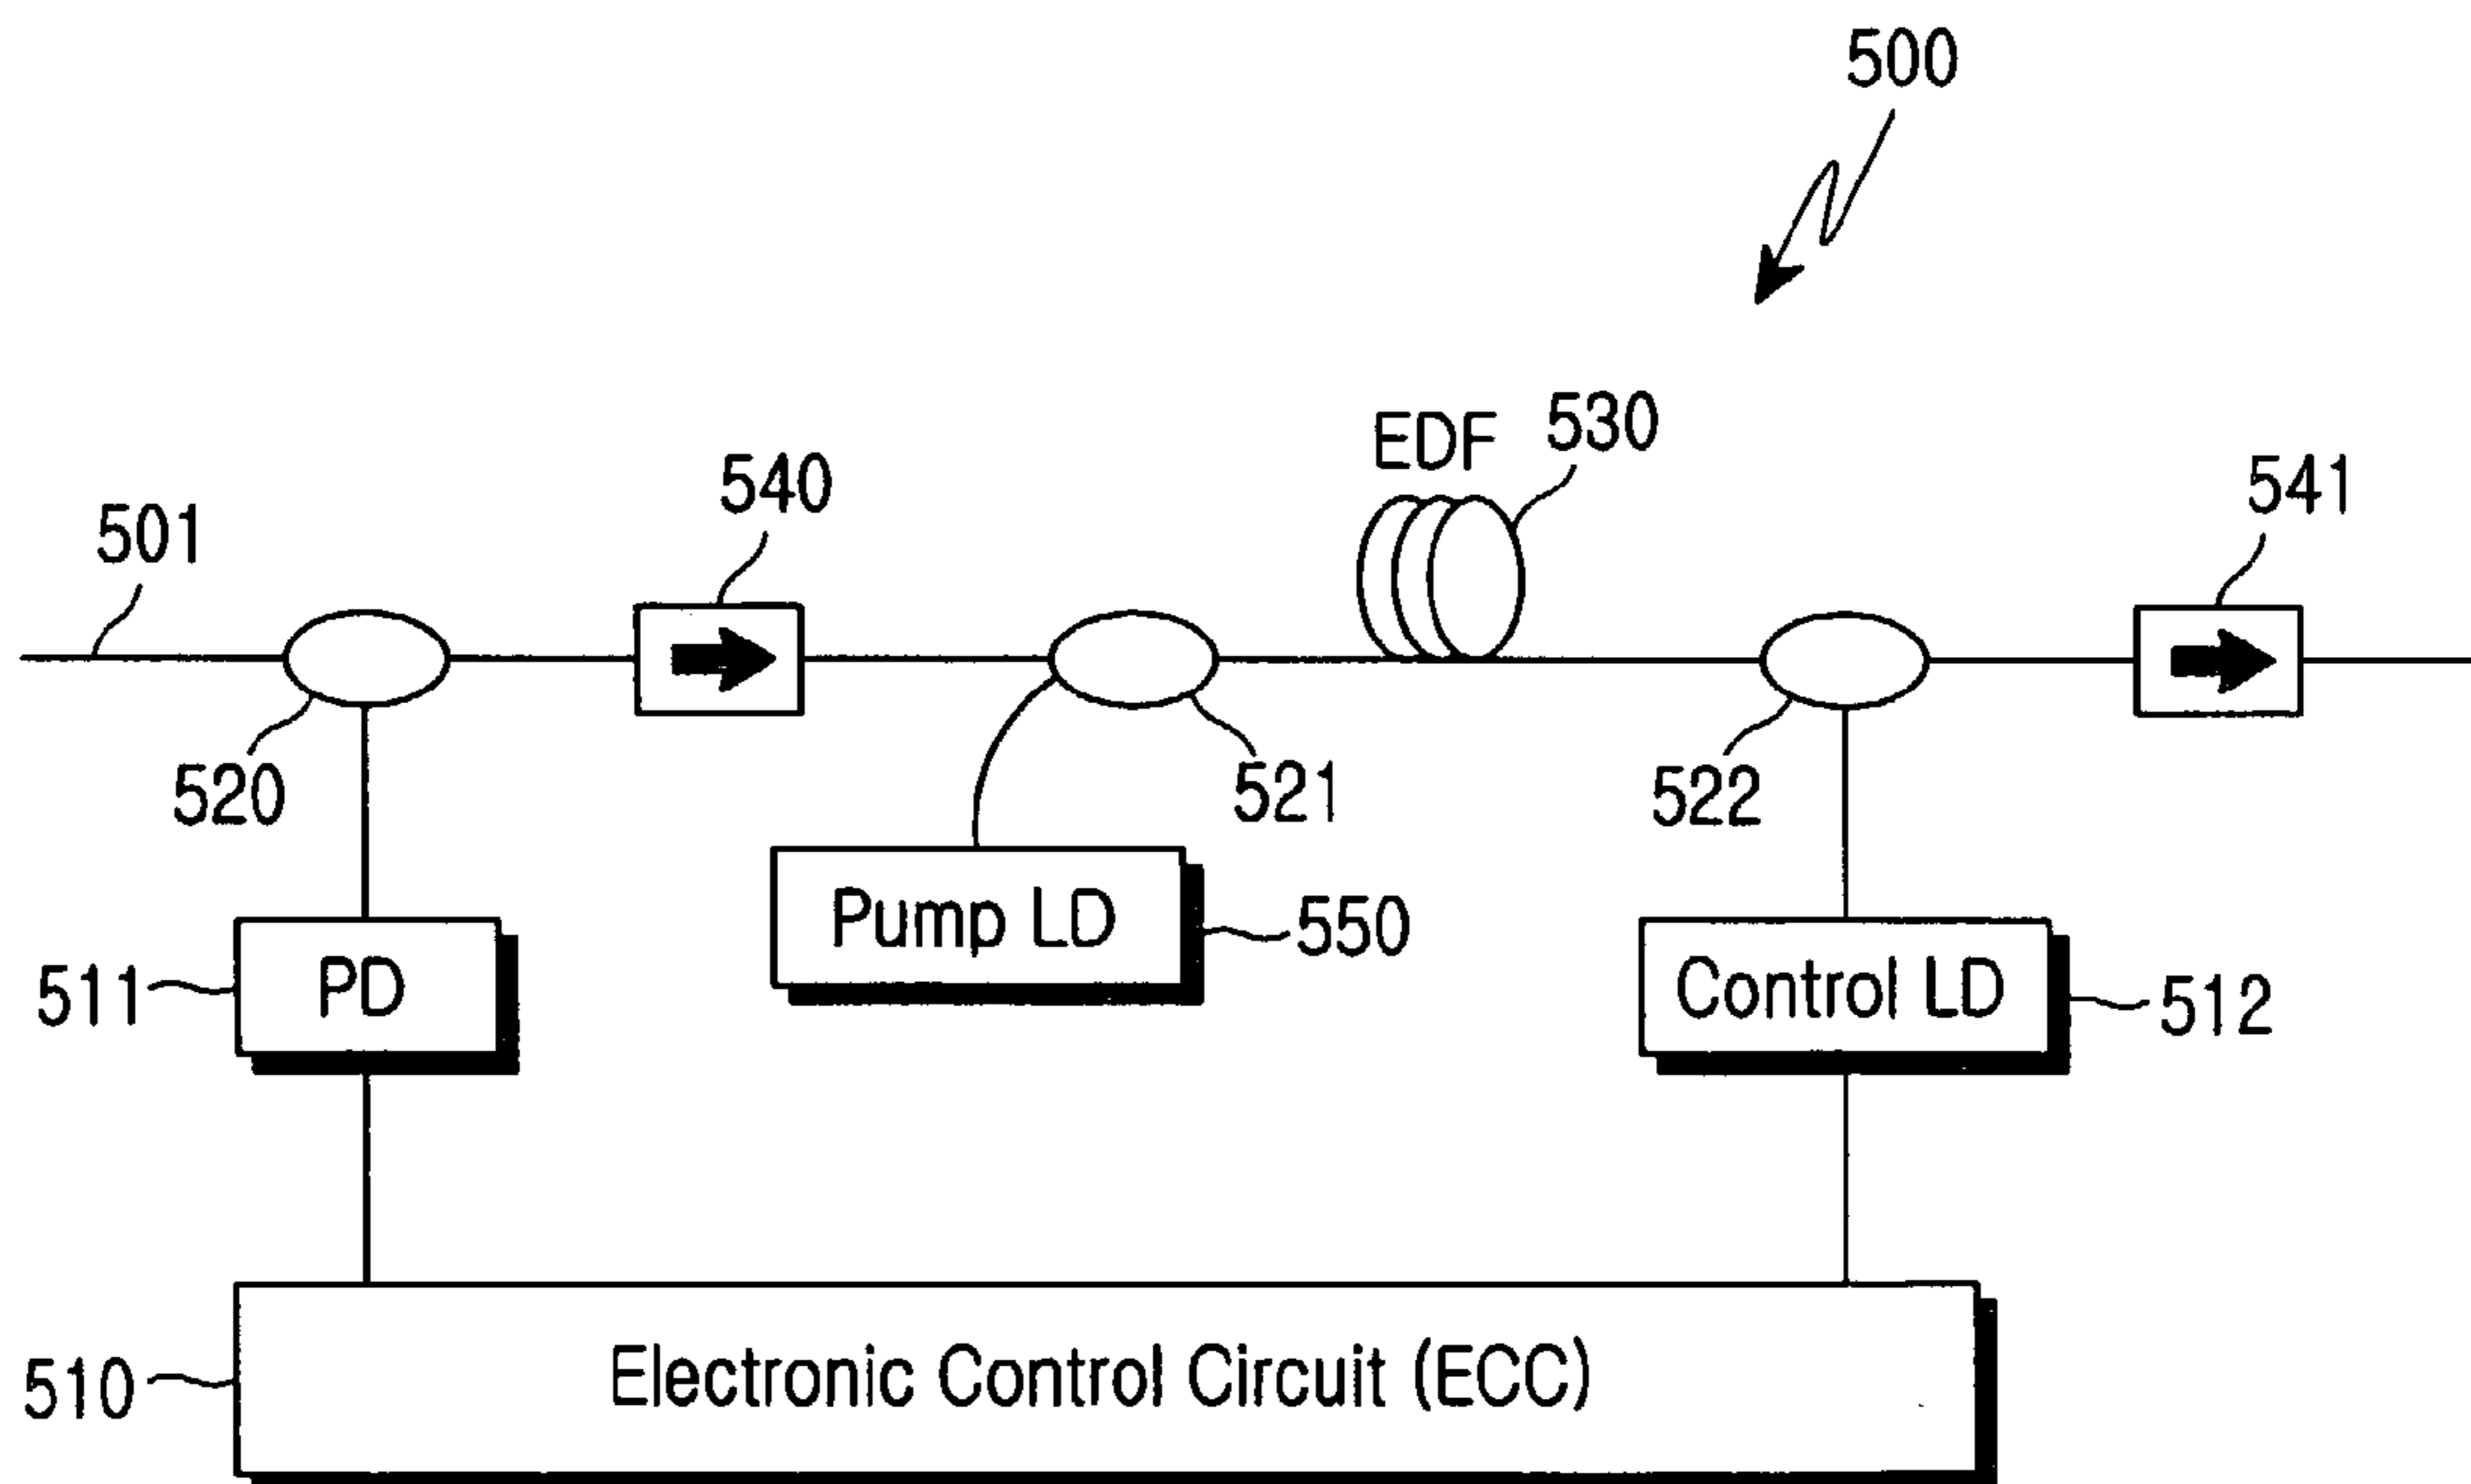 500
EDF
530
540
541
501
520
521
522
Pump LD
550
511
PD
Control LD
512
510
Electronic Control Circuit (ECC)